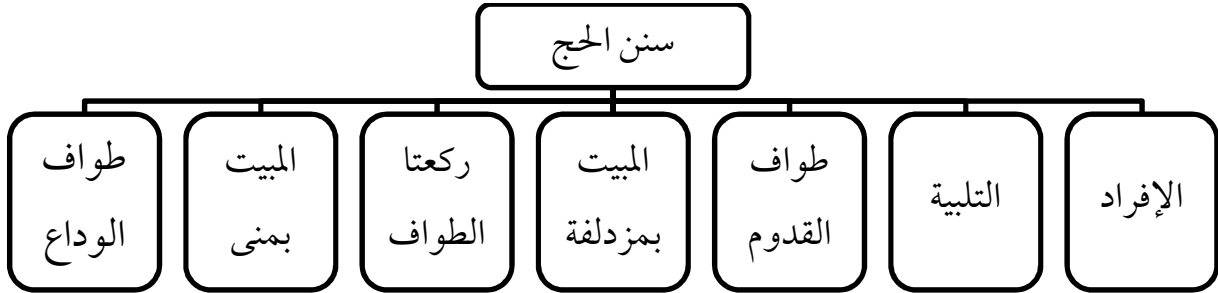 سنن الحج
الإفراد
التلبية
طواف
القدوم
المبيت
بمزدلفة
ركعتا
الطواف
المبيت
بمنى
طواف
الوداع